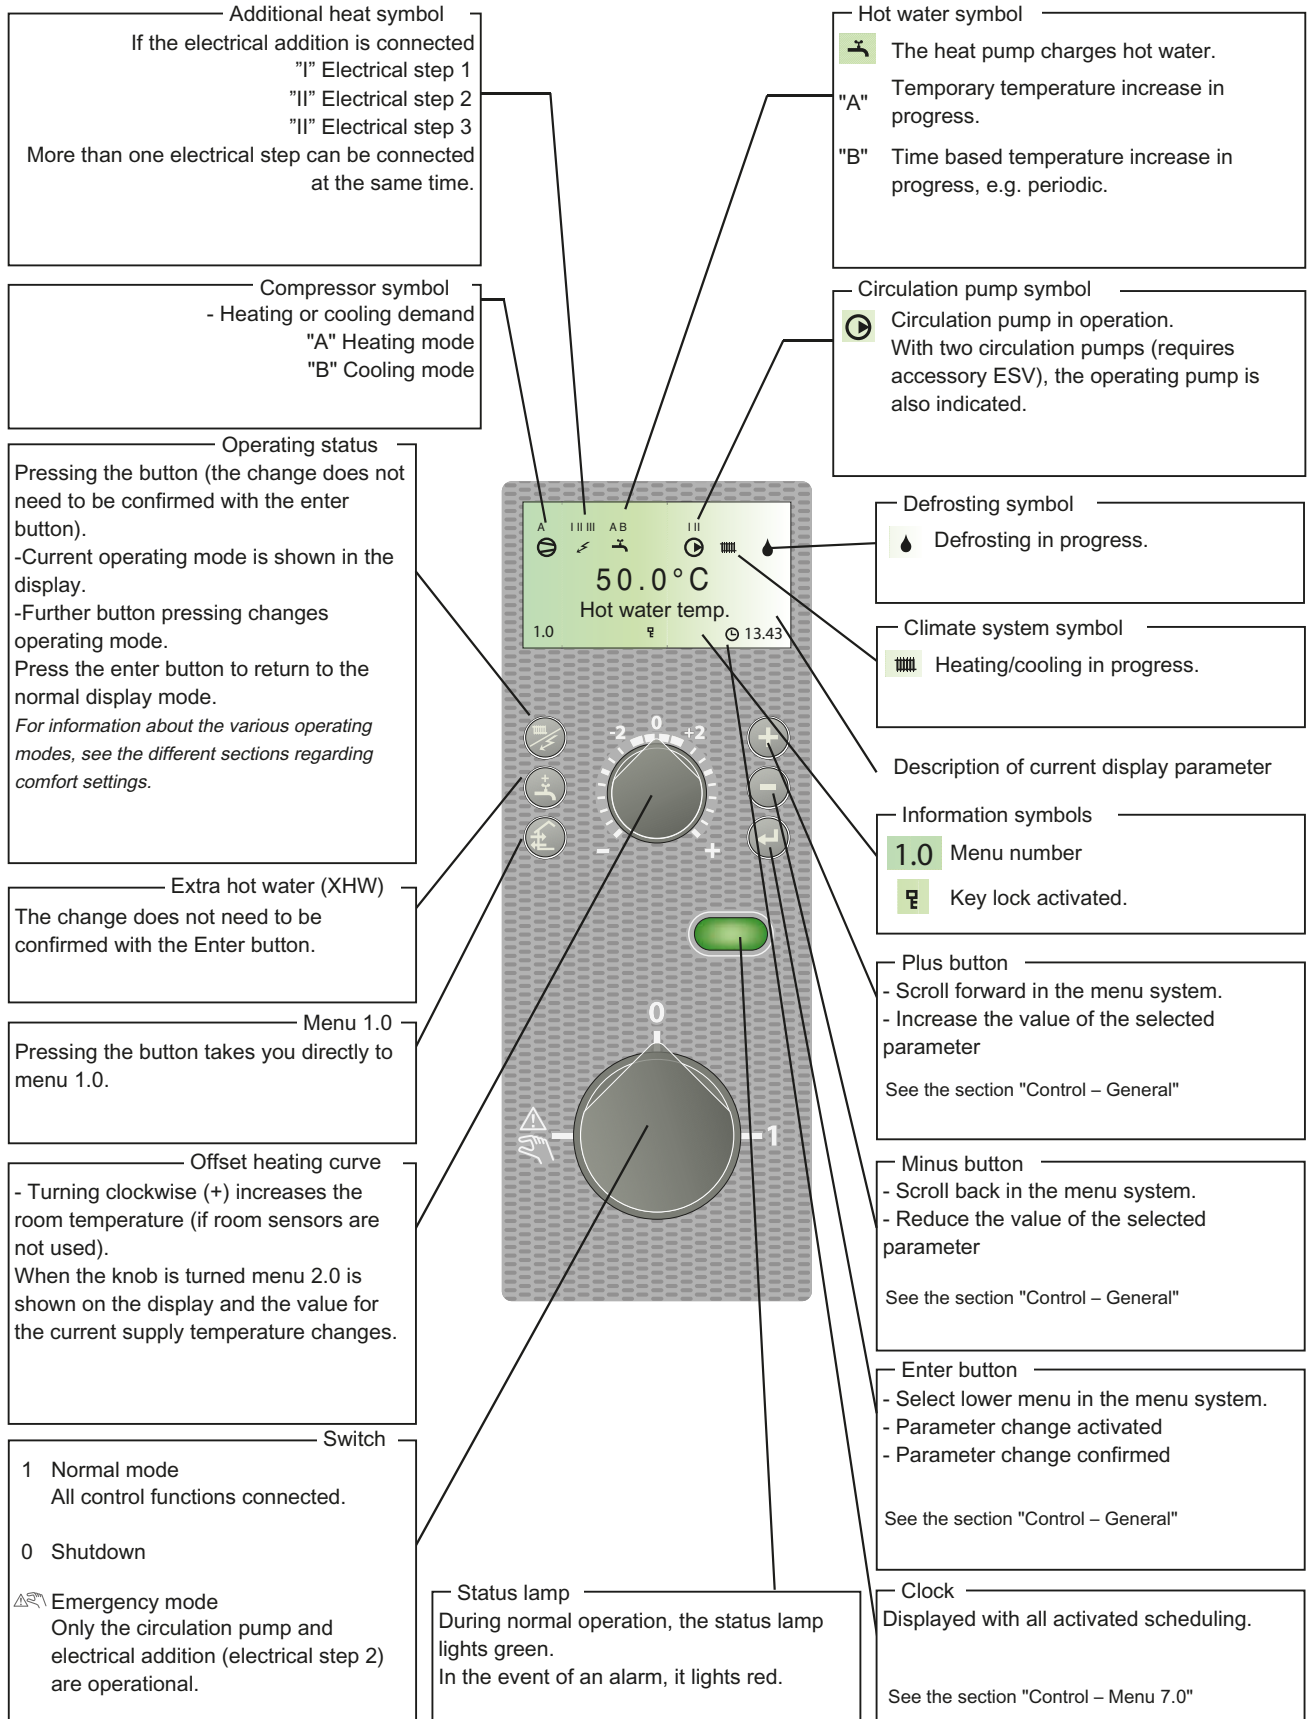 Additional heat symbol
If the electrical addition is connected
”I” Electrical step 1
”II” Electrical step 2
”II” Electrical step 3
More than one electrical step can be connected
at the same time.
Compressor symbol
- Heating or cooling demand
"A" Heating mode
"B" Cooling mode
Operating status
Pressing the button (the change does not
need to be confirmed with the enter
button).
-Current operating mode is shown in the
display.
-Further button pressing changes
operating mode.
Press the enter button to return to the
normal display mode.
For information about the various operating
modes, see the different sections regarding
comfort settings.
Extra hot water (XHW)
The change does not need to be
confirmed with the Enter button.
Menu 1.0
Pressing the button takes you directly to
menu 1.0.
Offset heating curve
- Turning clockwise (+) increases the
room temperature (if room sensors are
not used).
When the knob is turned menu 2.0 is
shown on the display and the value for
the current supply temperature changes.
Switch
1 Normal mode
All control functions connected.
0 Shutdown
Emergency mode
Only the circulation pump and
electrical addition (electrical step 2)
are operational.
A I II III A B I II
50.0°C
Hot water temp.
1.0 13.43
-2 0 +2
- +
0
1
Status lamp
During normal operation, the status lamp
lights green.
In the event of an alarm, it lights red.
Hot water symbol
The heat pump charges hot water.
"A" Temporary temperature increase in
progress.
"B" Time based temperature increase in
progress, e.g. periodic.
Circulation pump symbol
Circulation pump in operation.
With two circulation pumps (requires
accessory ESV), the operating pump is
also indicated.
Defrosting symbol
Defrosting in progress.
Climate system symbol
Heating/cooling in progress.
Description of current display parameter
Information symbols
1.0 Menu number
Key lock activated.
Plus button
- Scroll forward in the menu system.
- Increase the value of the selected
parameter
See the section "Control – General"
Minus button
- Scroll back in the menu system.
- Reduce the value of the selected
parameter
See the section "Control – General"
Enter button
- Select lower menu in the menu system.
- Parameter change activated
- Parameter change confirmed
See the section "Control – General"
Clock
Displayed with all activated scheduling.
See the section "Control – Menu 7.0"